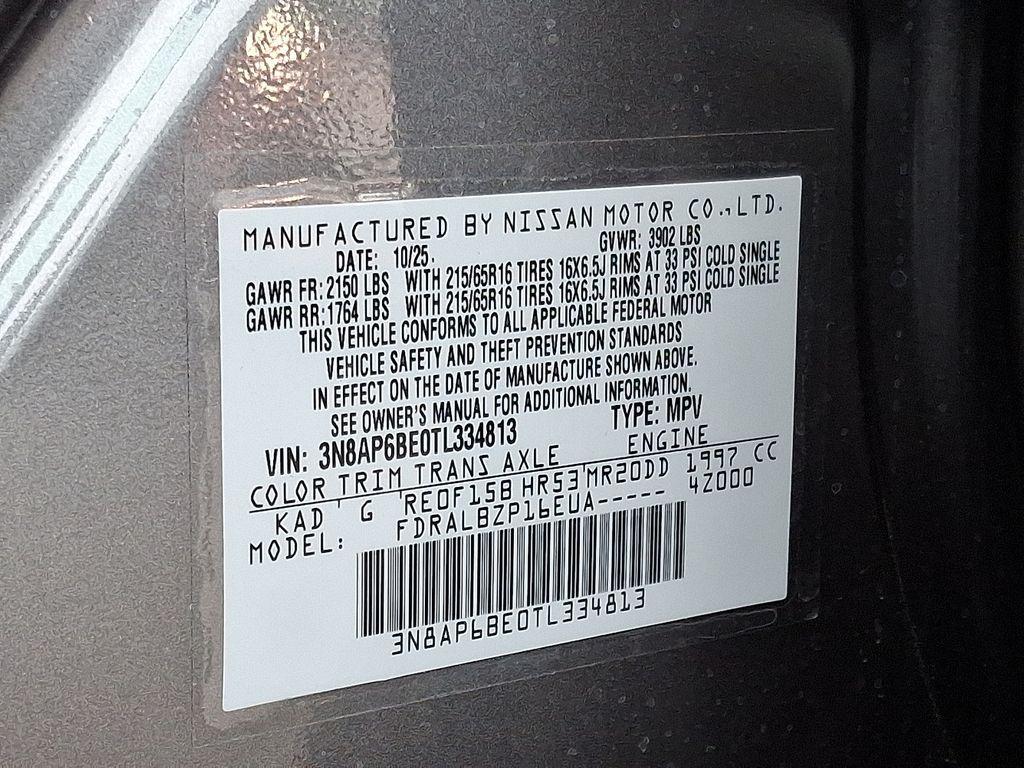 MANUFACTURED BY NISSAN MOTOR CO.,LTD.
DATE: 10/25. GVWR: 3902 LBS
GAWR FR: 2150 LBS WITH 215/65R16 TIRES 16X6.5J RIMS AT 33 PSI COLD SINGLE
GAWR RR: 1764 LBS WITH 215/65R16 TIRES 16X6.5J RIMS AT 33 PSI COLD SINGLE
THIS VEHICLE CONFORMS TO ALL APPLICABLE FEDERAL MOTOR
VEHICLE SAFETY AND THEFT PREVENTION STANDARDS
IN EFFECT ON THE DATE OF MANUFACTURE SHOWN ABOVE.
SEE OWNER'S MANUAL FOR ADDITIONAL INFORMATION.
VIN: 3N8AP6BE0TL334813 TYPE: MPV
COLOR TRIM TRANS AXLE ENGINE
KAD G RE0F15B HR53 MR20DD 1997 CC
MODEL: FDRALBZP16EUA----- 4Z000
3N8AP6BE0TL334813